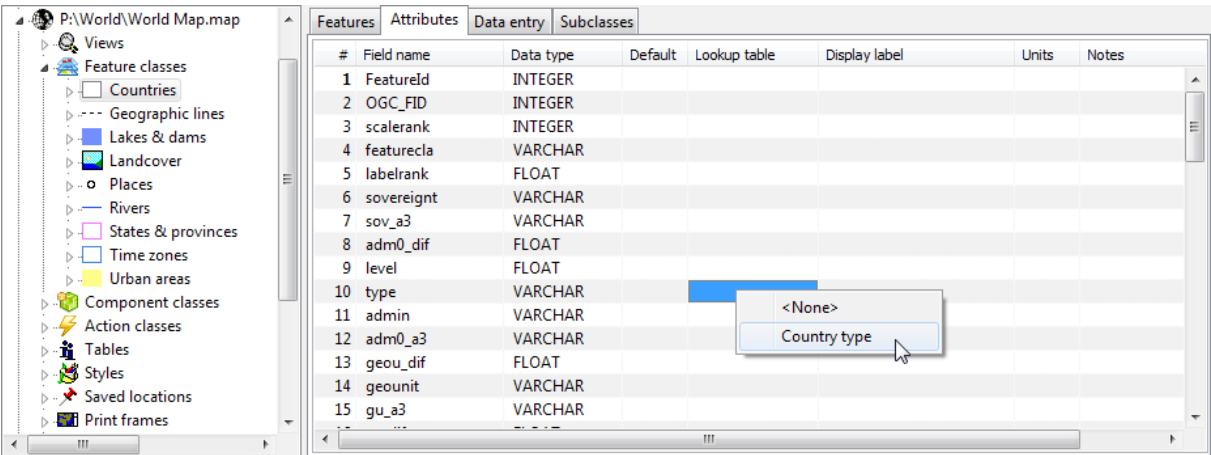 P:\World\World Map.map
Views
Feature classes
Countries
Geographic lines
Lakes & dams
Landcover
Places
Rivers
States & provinces
Time zones
Urban areas
Component classes
Action classes
Tables
Styles
Saved locations
Print frames
Features Attributes Data entry Subclasses
# Field name Data type Default Lookup table Display label Units Notes
1 FeatureId INTEGER
2 OGC_FID INTEGER
3 scalerank INTEGER
4 featurecla VARCHAR
5 labelrank FLOAT
6 sovereignt VARCHAR
7 sov_a3 VARCHAR
8 adm0_dif FLOAT
9 level FLOAT
10 type VARCHAR
<None>
11 admin VARCHAR
12 adm0_a3 VARCHAR
Country type
13 geou_dif FLOAT
14 geounit VARCHAR
15 gu_a3 VARCHAR